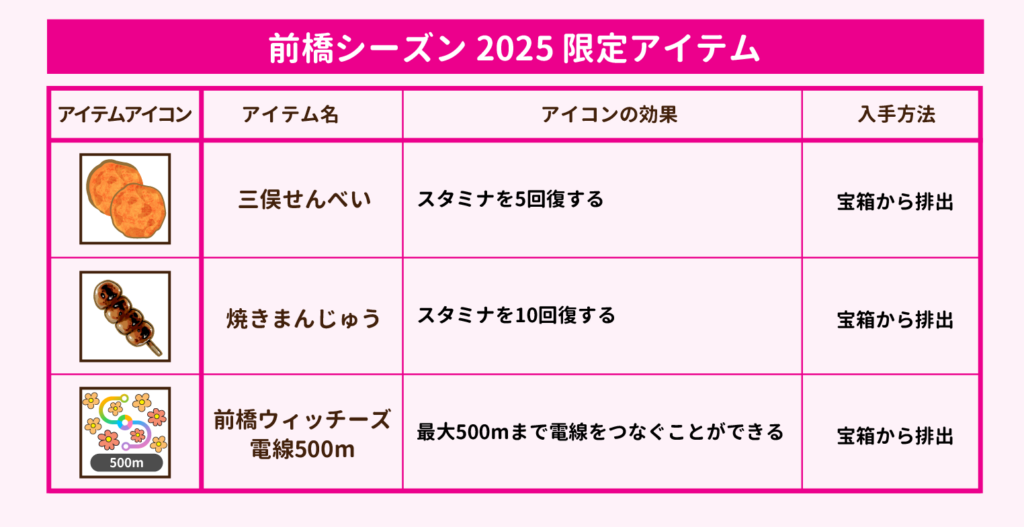 前橋シーズン 2025 限定アイテム
アイテムアイコン
アイテム名
アイコンの効果
入手方法
三俣せんべい
スタミナを5回復する
宝箱から排出
焼きまんじゅう
スタミナを10回復する
宝箱から排出
500m
前橋ウィッチーズ
電線500m
最大500mまで電線をつなぐことができる
宝箱から排出